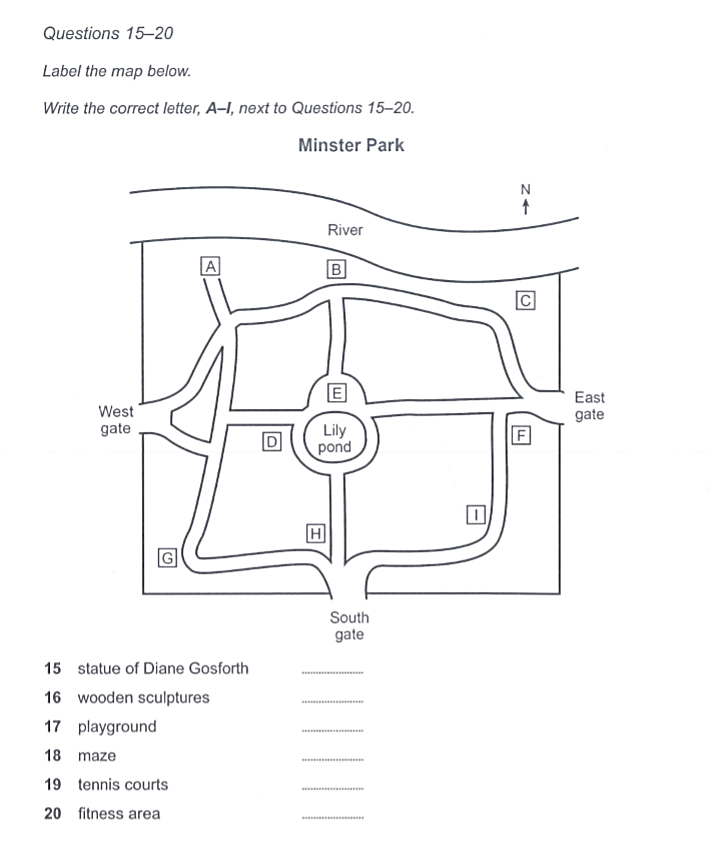 Questions 15–20
Label the map below.
Write the correct letter, A–I, next to Questions 15–20.
Minster Park
N
River
A
B
C
West
gate
E
East
gate
Lily
pond
D
F
I
H
G
South
gate
15 statue of Diane Gosforth ........................
16 wooden sculptures ........................
17 playground ........................
18 maze ........................
19 tennis courts ........................
20 fitness area ........................